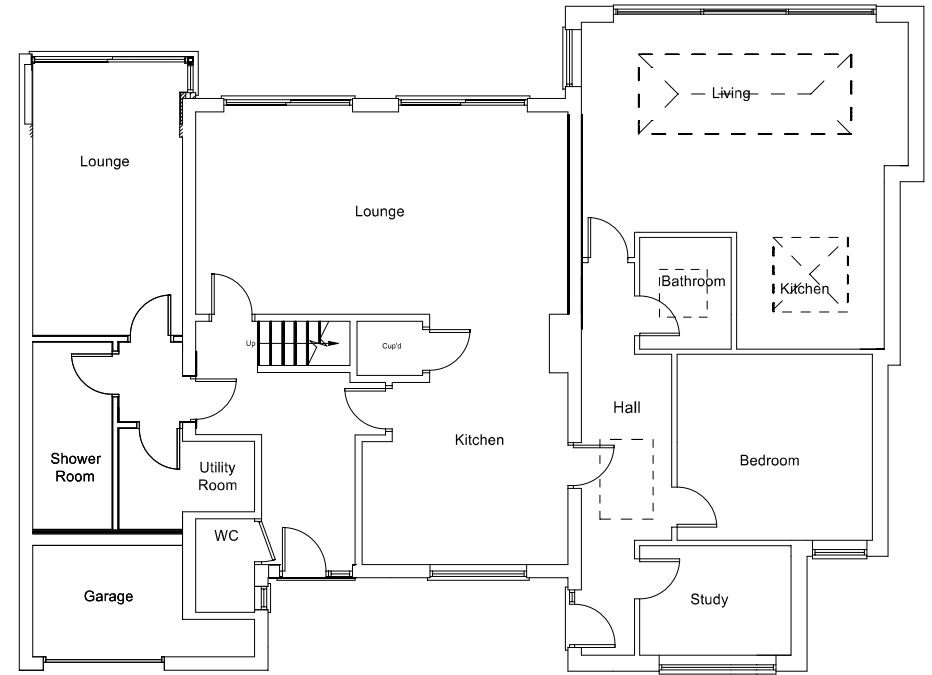 Living
Lounge
Lounge
Bathroom
Kitchen
Up
Cup'd
Hall
Kitchen
Bedroom
Shower
Room
Utility
Room
WC
Garage
Study